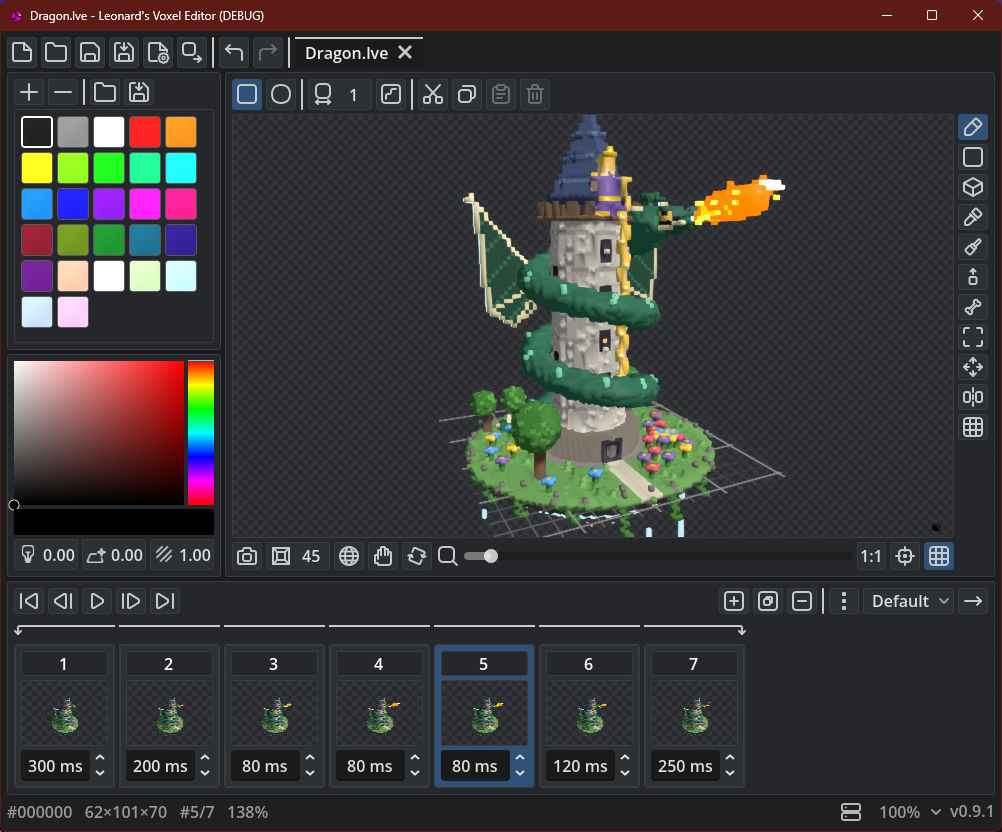 Dragon.lve - Leonard's Voxel Editor (DEBUG)
Dragon.lve
1
0.00 0.00 1.00
45
1:1
Default
1 2 3 4 5 6 7
300 ms 200 ms 80 ms 80 ms 80 ms 120 ms 250 ms
#000000 62×101×70 #5/7 138% 100% v0.9.1